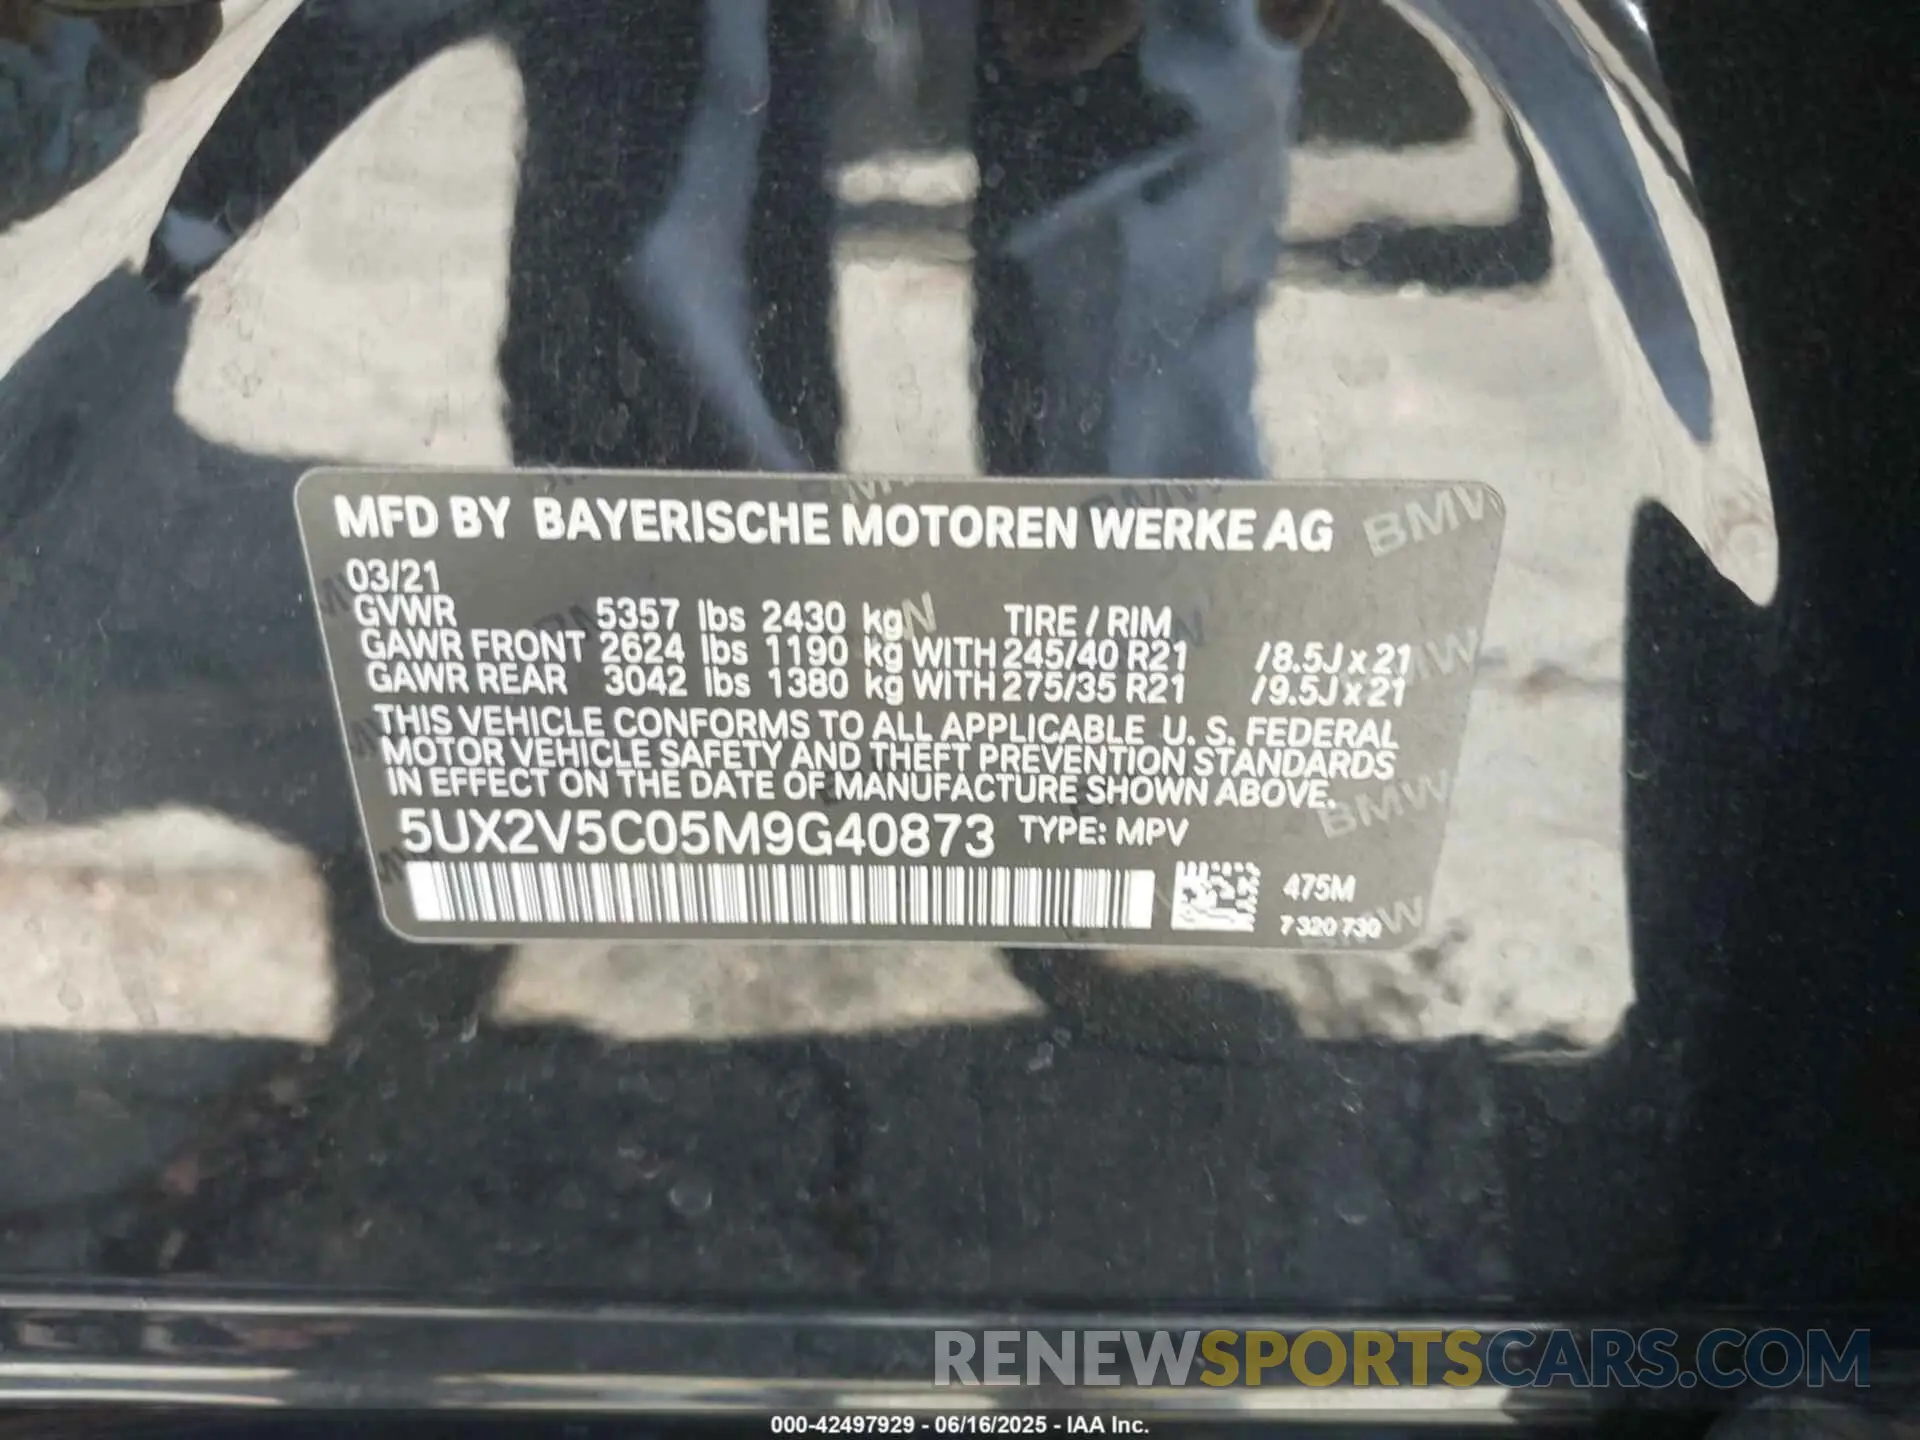 MFD BY BAYERISCHE MOTOREN WERKE AG
03/21
GVWR 5357 lbs 2430 kg TIRE / RIM
GAWR FRONT 2624 lbs 1190 kg WITH 245/40 R21 /8.5J x 21
GAWR REAR 3042 lbs 1380 kg WITH 275/35 R21 /9.5J x 21
THIS VEHICLE CONFORMS TO ALL APPLICABLE U. S. FEDERAL
MOTOR VEHICLE SAFETY AND THEFT PREVENTION STANDARDS
IN EFFECT ON THE DATE OF MANUFACTURE SHOWN ABOVE.
5UX2V5C05M9G40873 TYPE: MPV
475M
7 320 730
RENEWSPORTSCARS.COM
000-42497929 - 06/16/2025 - IAA Inc.